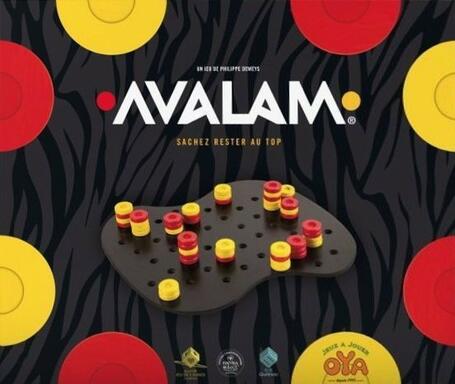 UN JEU DE PHILIPPE DEWEYS
AVALAM®
SACHEZ RESTER AU TOP
JEUX A JOUER
OYA